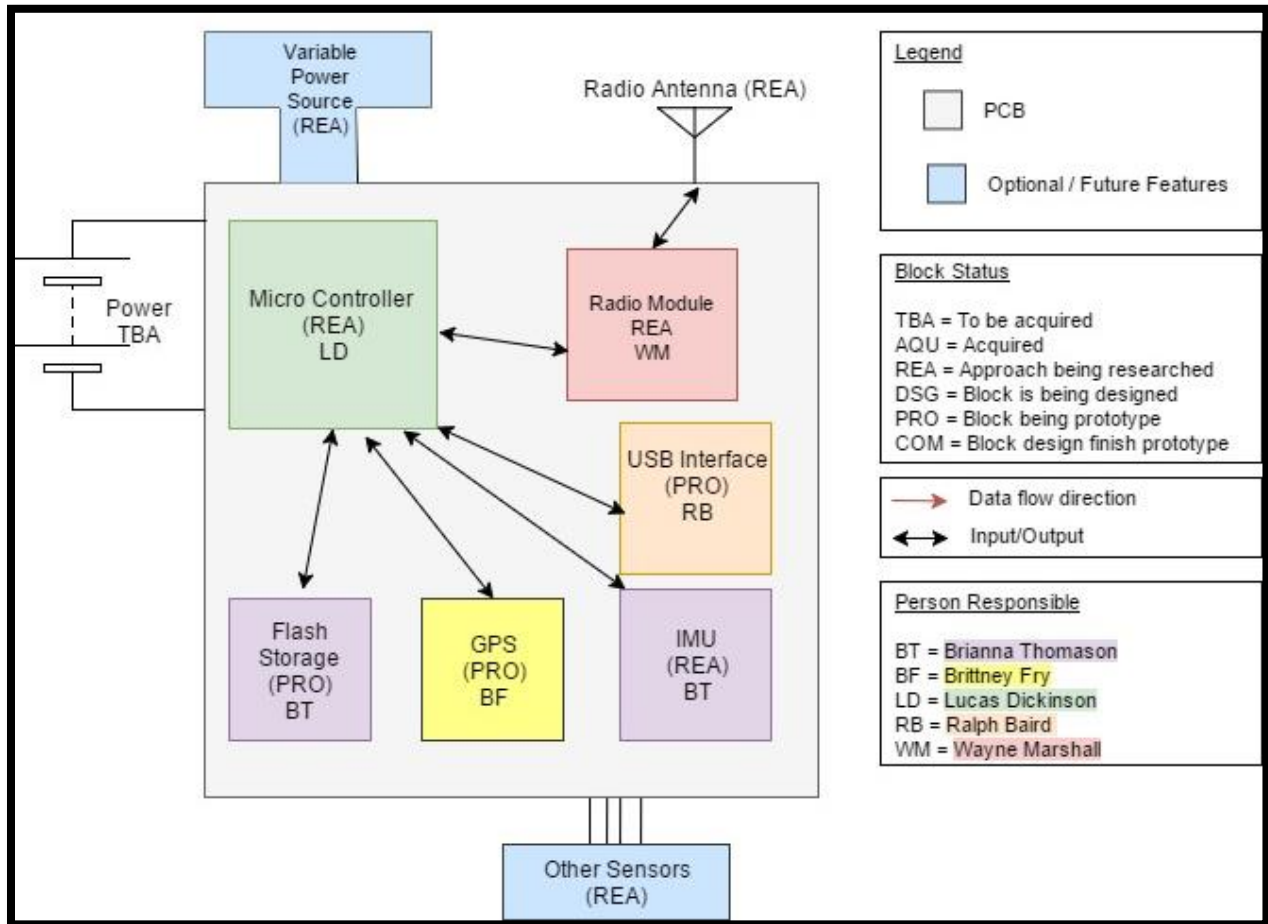 Variable
Power
Source
(REA)
Radio Antenna (REA)
Power
TBA
Micro Controller
(REA)
LD
Radio Module
REA
WM
USB Interface
(PRO)
RB
Flash
Storage
(PRO)
BT
GPS
(PRO)
BF
IMU
(REA)
BT
Other Sensors
(REA)
Legend
PCB
Optional / Future Features
Block Status
TBA = To be acquired
AQU = Acquired
REA = Approach being researched
DSG = Block is being designed
PRO = Block being prototype
COM = Block design finish prototype
Data flow direction
Input/Output
Person Responsible
BT = Brianna Thomason
BF = Brittney Fry
LD = Lucas Dickinson
RB = Ralph Baird
WM = Wayne Marshall